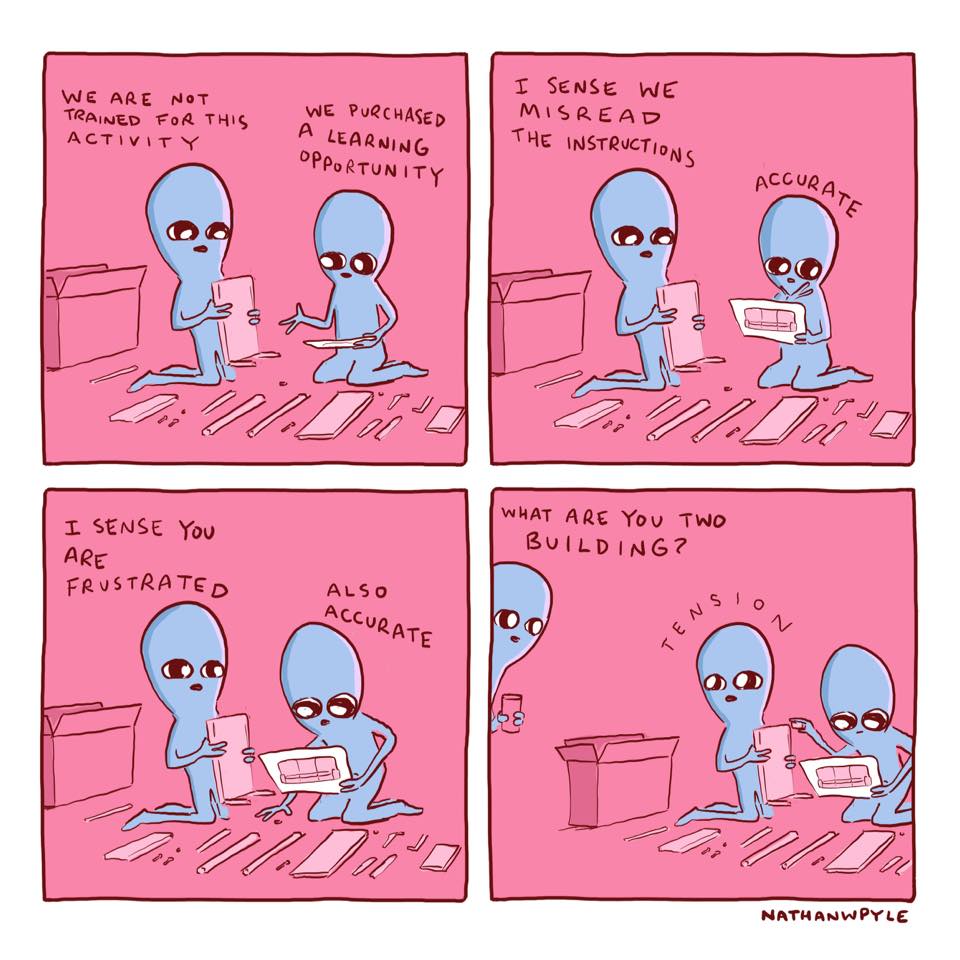 WE ARE NOT
TRAINED FOR THIS
ACTIVITY
WE PURCHASED
A LEARNING
OPPORTUNITY
I SENSE WE
MISREAD
THE INSTRUCTIONS
ACCURATE
I SENSE YOU
ARE
FRUSTRATED
ALSO
ACCURATE
WHAT ARE YOU TWO
BUILDING?
TENSION
NATHANWPYLE